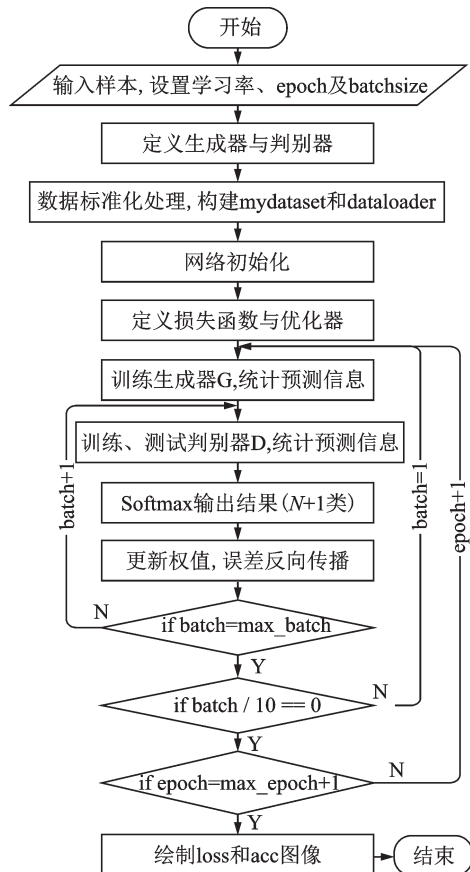 开始
输入样本, 设置学习率、epoch及batchsize
定义生成器与判别器
数据标准化处理, 构建mydataset和dataloader
网络初始化
定义损失函数与优化器
训练生成器G,统计预测信息
训练、测试判别器D,统计预测信息
Softmax输出结果(N+1类)
更新权值, 误差反向传播
batch+1
batch=1
epoch+1
N
if batch=max_batch
Y
if batch / 10 == 0
N
Y
if epoch=max_epoch+1
N
Y
绘制loss和acc图像
结束